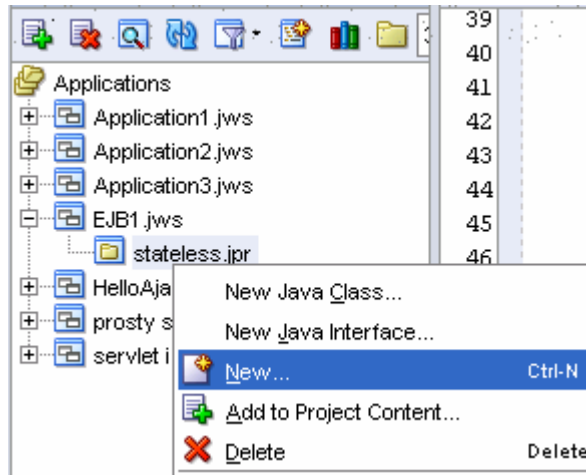 Applications
Application1.jws
Application2.jws
Application3.jws
EJB1.jws
stateless.jpr
HelloAja
prosty s
servlet i
New Java Class...
New Java Interface...
New... Ctrl-N
Add to Project Content...
Delete Delete
39
40
41
42
43
44
45
46